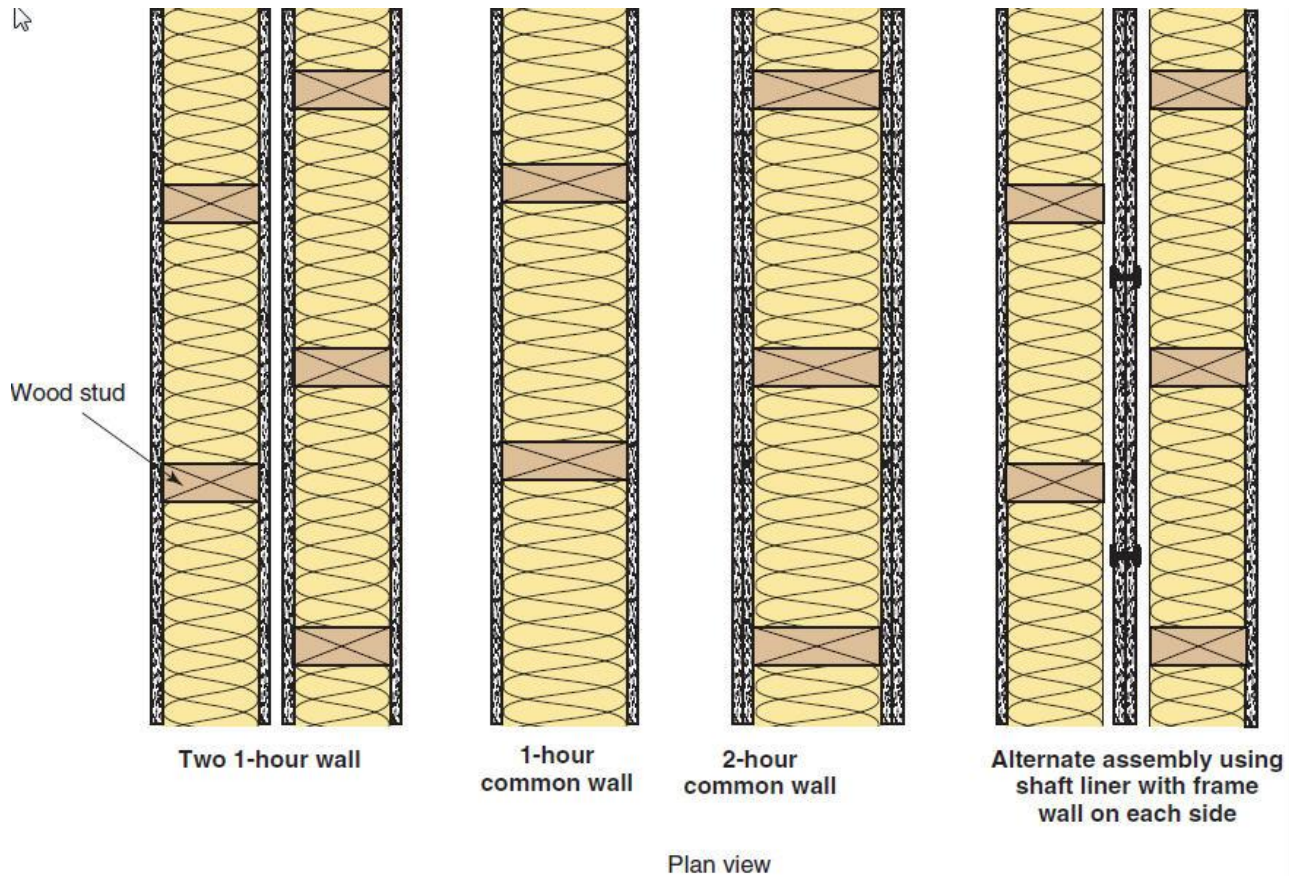 Wood stud
Two 1-hour wall
1-hour
common wall
2-hour
common wall
Alternate assembly using
shaft liner with frame
wall on each side
Plan view